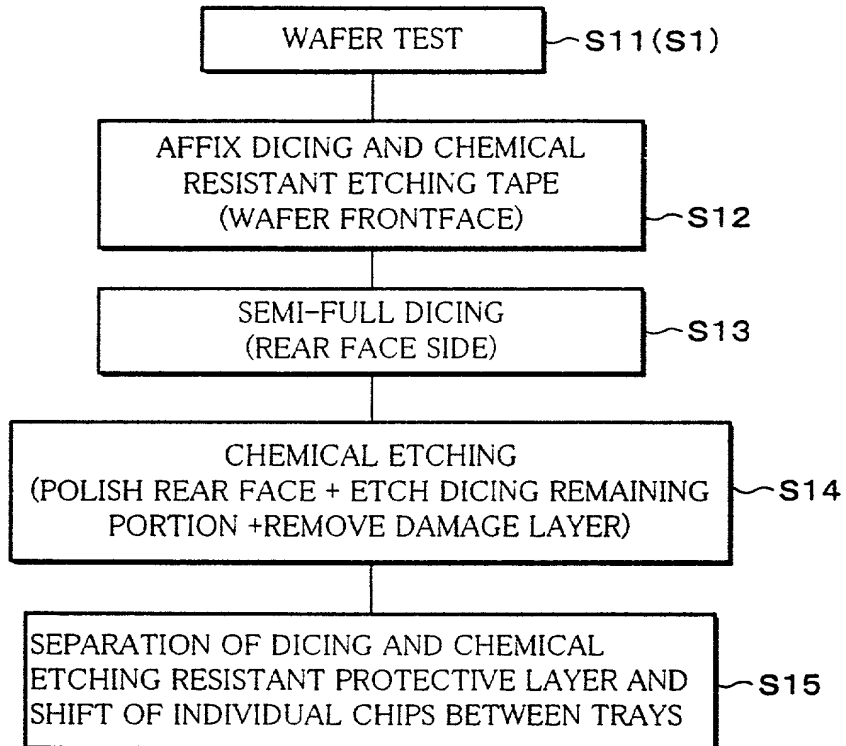 WAFER TEST
S11(S1)
AFFIX DICING AND CHEMICAL
RESISTANT ETCHING TAPE
(WAFER FRONTFACE)
S12
SEMI-FULL DICING
(REAR FACE SIDE)
S13
CHEMICAL ETCHING
(POLISH REAR FACE + ETCH DICING REMAINING
PORTION +REMOVE DAMAGE LAYER)
S14
SEPARATION OF DICING AND CHEMICAL
ETCHING RESISTANT PROTECTIVE LAYER AND
SHIFT OF INDIVIDUAL CHIPS BETWEEN TRAYS
S15